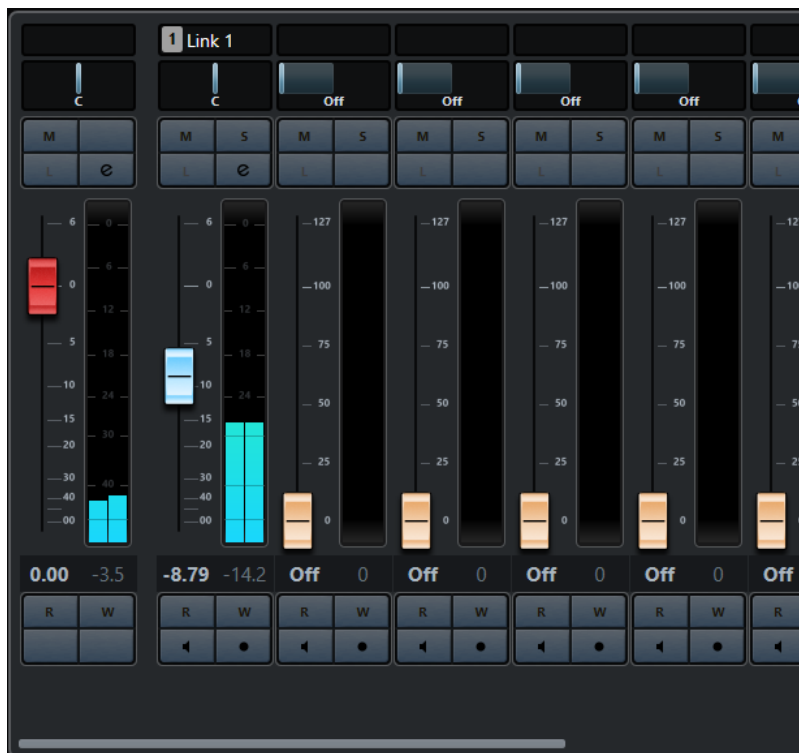 1 Link 1
C C Off Off Off Off
M M S M S M S M S M S M
L e L e L L L L
6 0 6 0 127 127 127 127
6 6
0 0 100 100 100 100
12 12
5 18 5 18 75 75 75 75
10 24 10 24 50 50 50 50
15 30 15
20 20 25 25 25 25
30 40 30
40 40
00 00 0 0 0 0
0.00 -3.5 -8.79 -14.2 Off 0 Off 0 Off 0 Off 0 Off
R W R W R W R W R W R W R